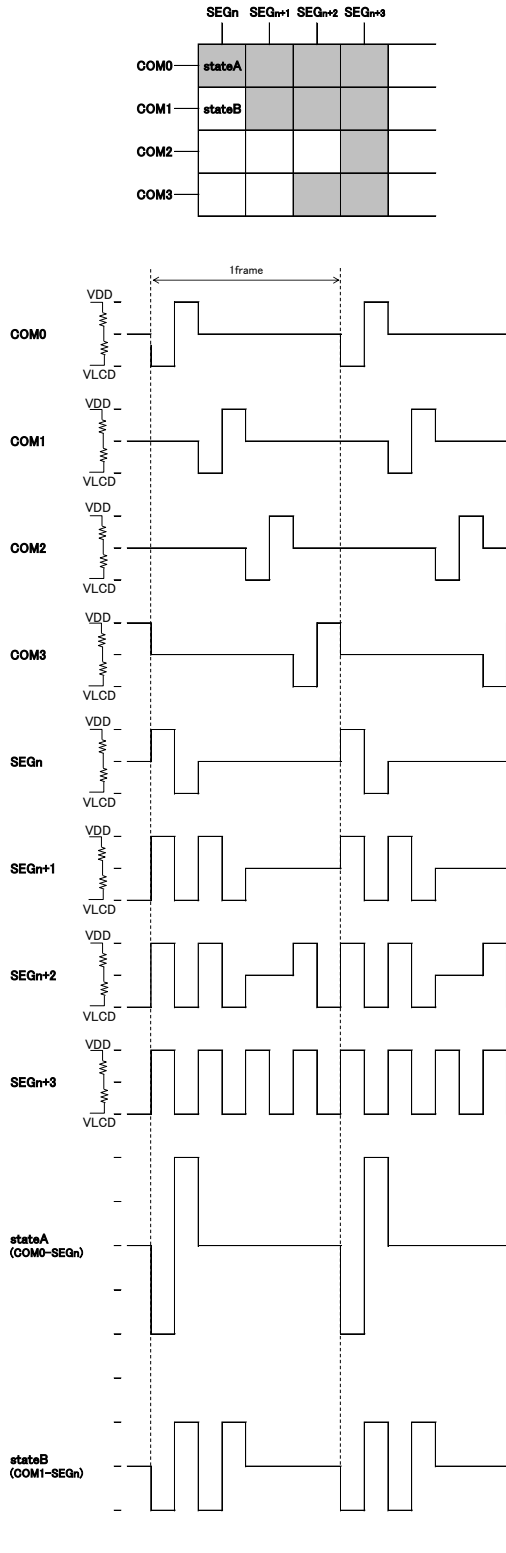 SEGn SEGn+1 SEGn+2 SEGn+3
COM0 stateA
COM1 stateB
COM2
COM3
1frame
VDD
COM0
VLCD
VDD
COM1
VLCD
VDD
COM2
VLCD
VDD
COM3
VLCD
VDD
SEGn
VLCD
VDD
SEGn+1
VLCD
VDD
SEGn+2
VLCD
VDD
SEGn+3
VLCD
stateA
(COM0-SEGn)
stateB
(COM1-SEGn)